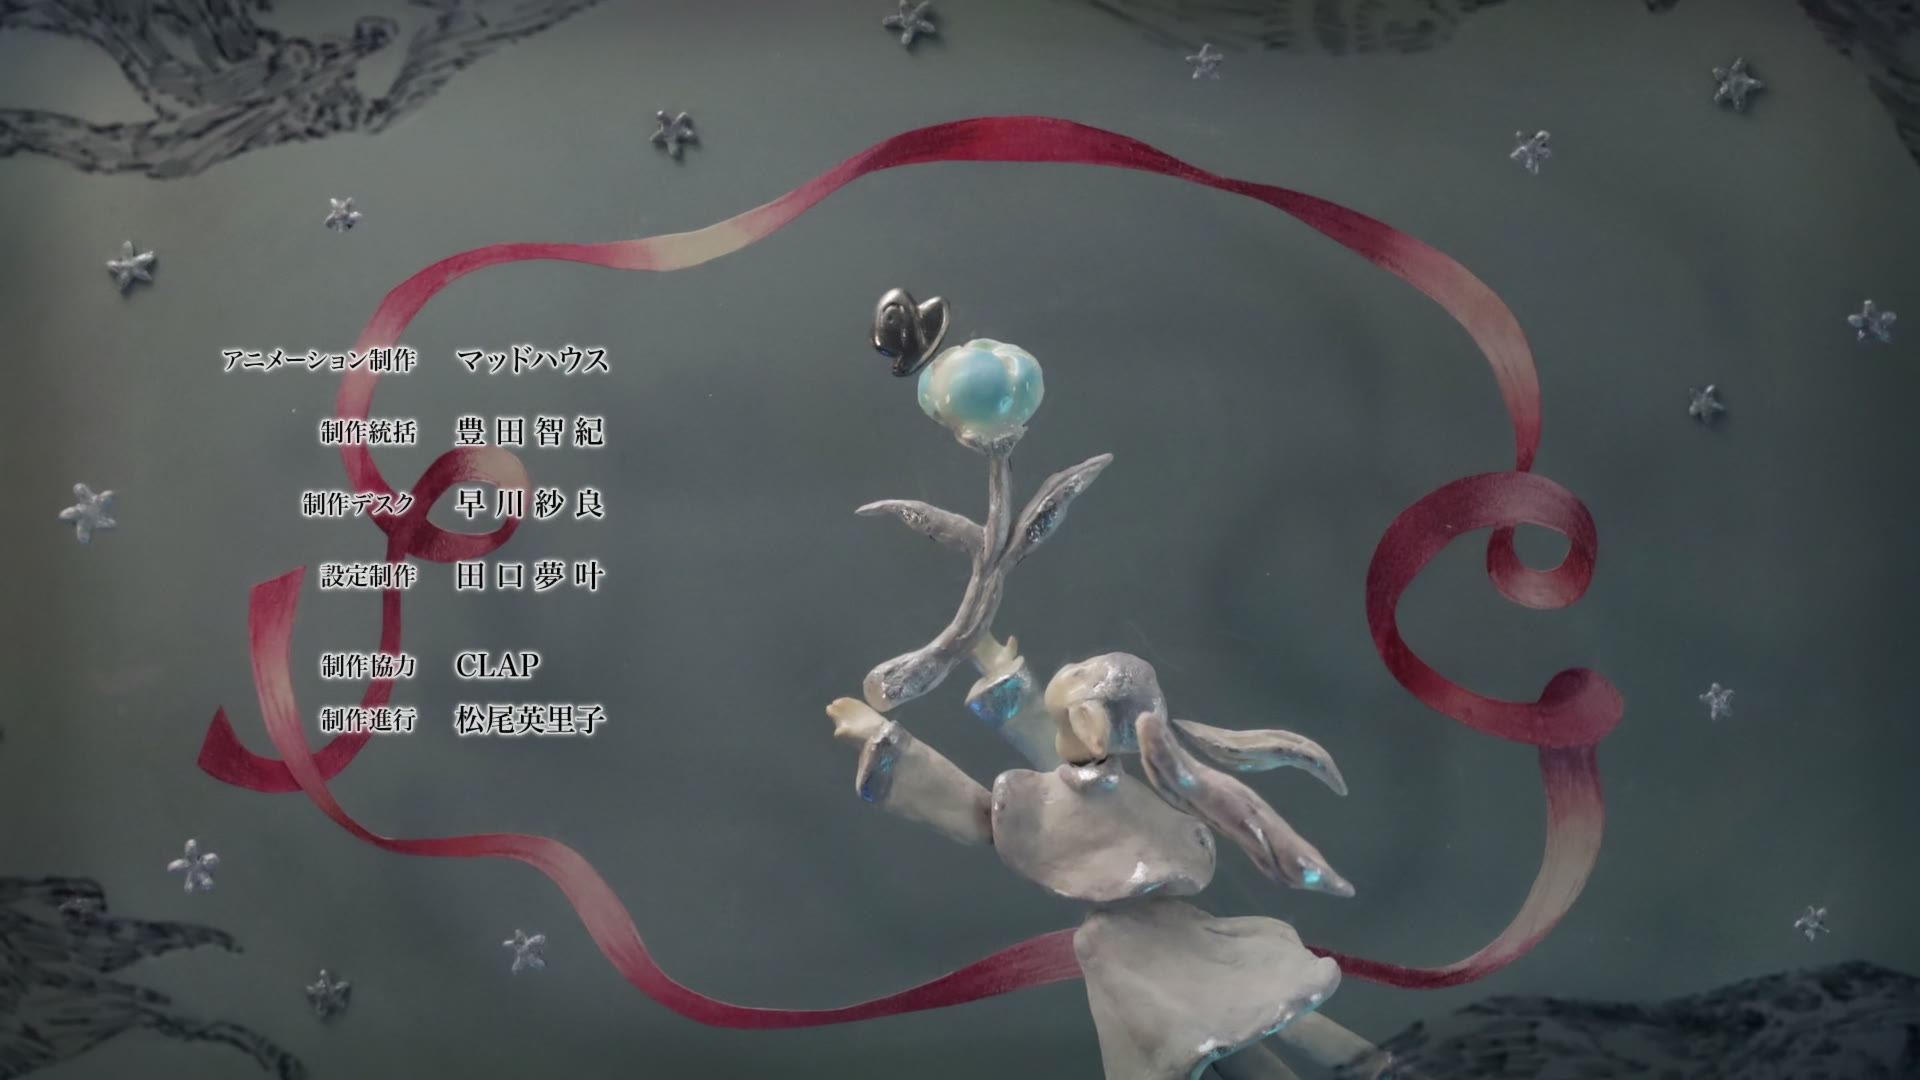 アニメーション制作 マッドハウス
制作統括 豊田智紀
制作デスク 早川紗良
設定制作 田口夢叶
制作協力 CLAP
制作進行 松尾英里子